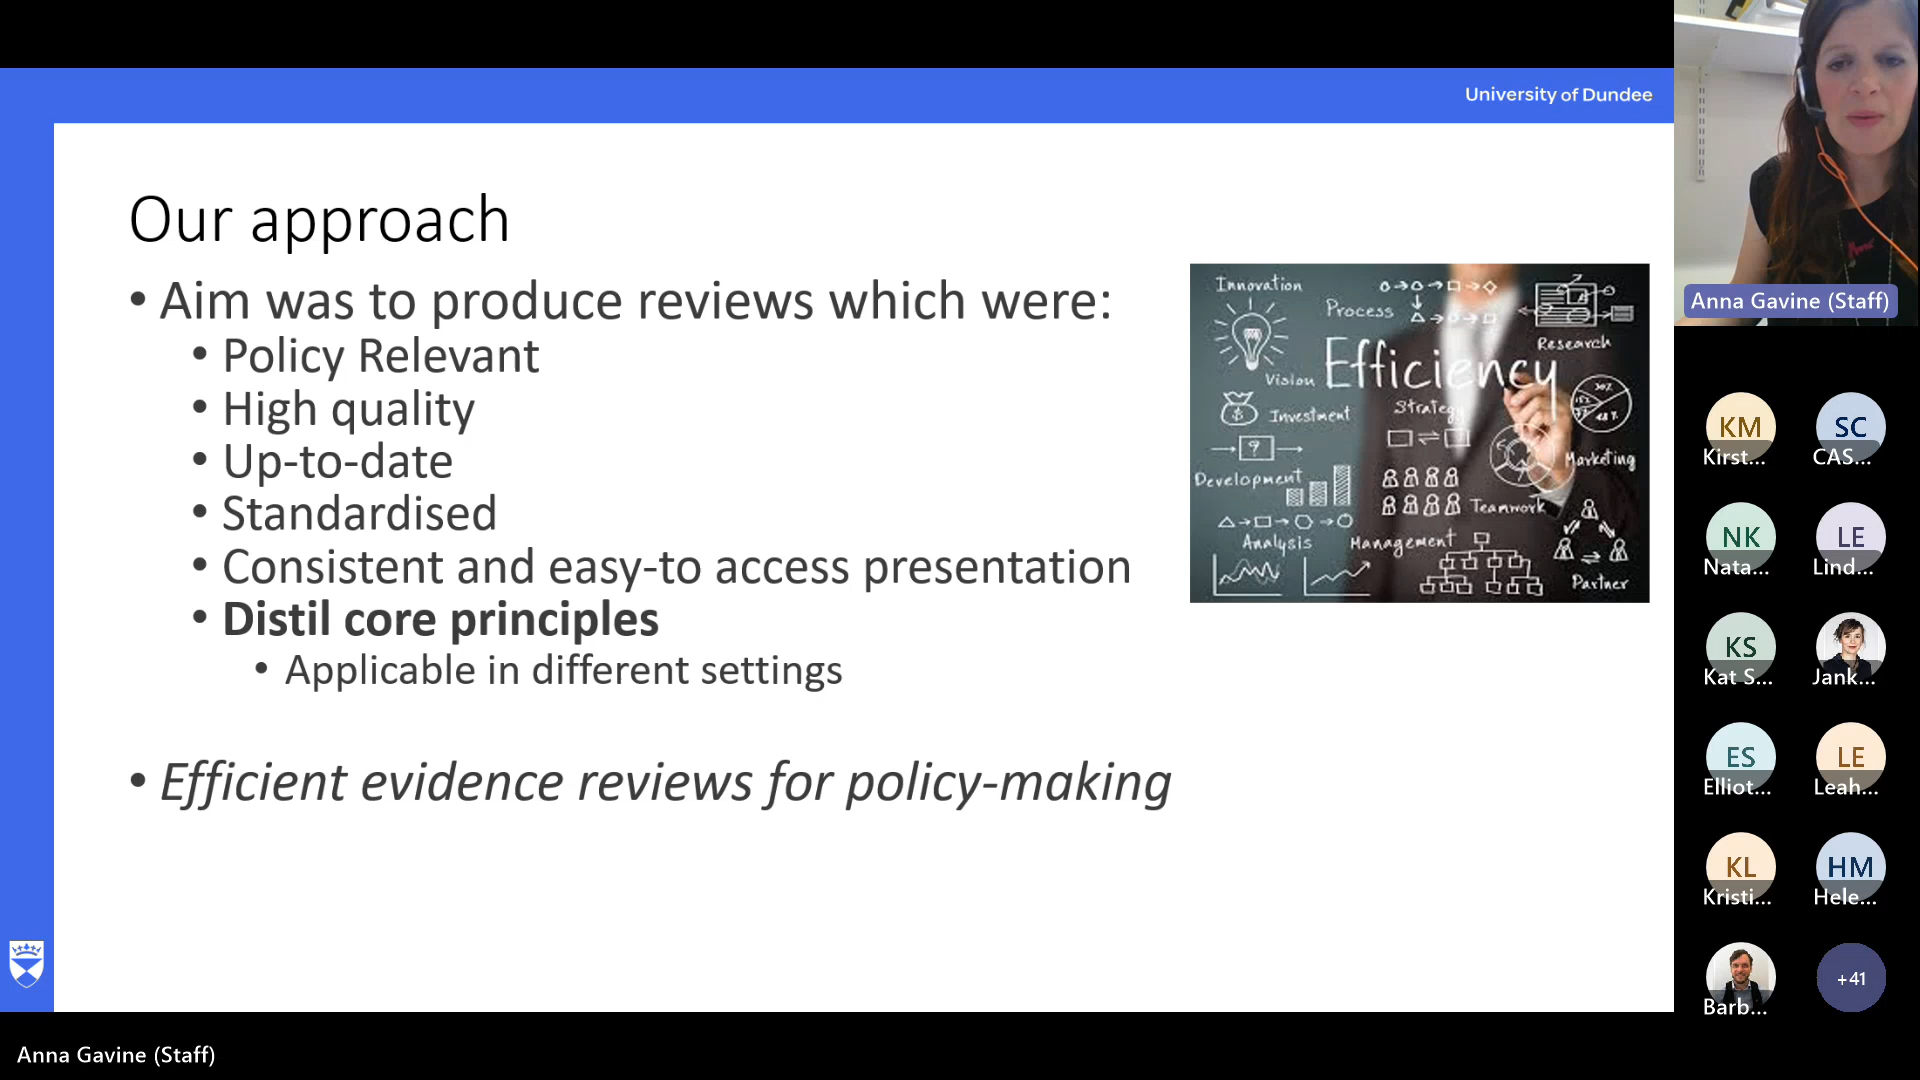 University of Dundee
Our approach
• Aim was to produce reviews which were:
• Policy Relevant
• High quality
• Up-to-date
• Standardised
• Consistent and easy-to access presentation
• Distil core principles
• Applicable in different settings
• Efficient evidence reviews for policy-making
Innovation
Process
Research
Efficiency
Vision
Strategy
Investment
?
$
Marketing
Development
Teamwork
Analysis
Management
Partner
Anna Gavine (Staff)
KM
Kirst...
SC
CAS...
NK
Nata...
LE
Lind...
KS
Kat S...
Jank...
ES
Elliot...
LE
Leah...
KL
Kristi...
HM
Hele...
Barb...
+41
Anna Gavine (Staff)